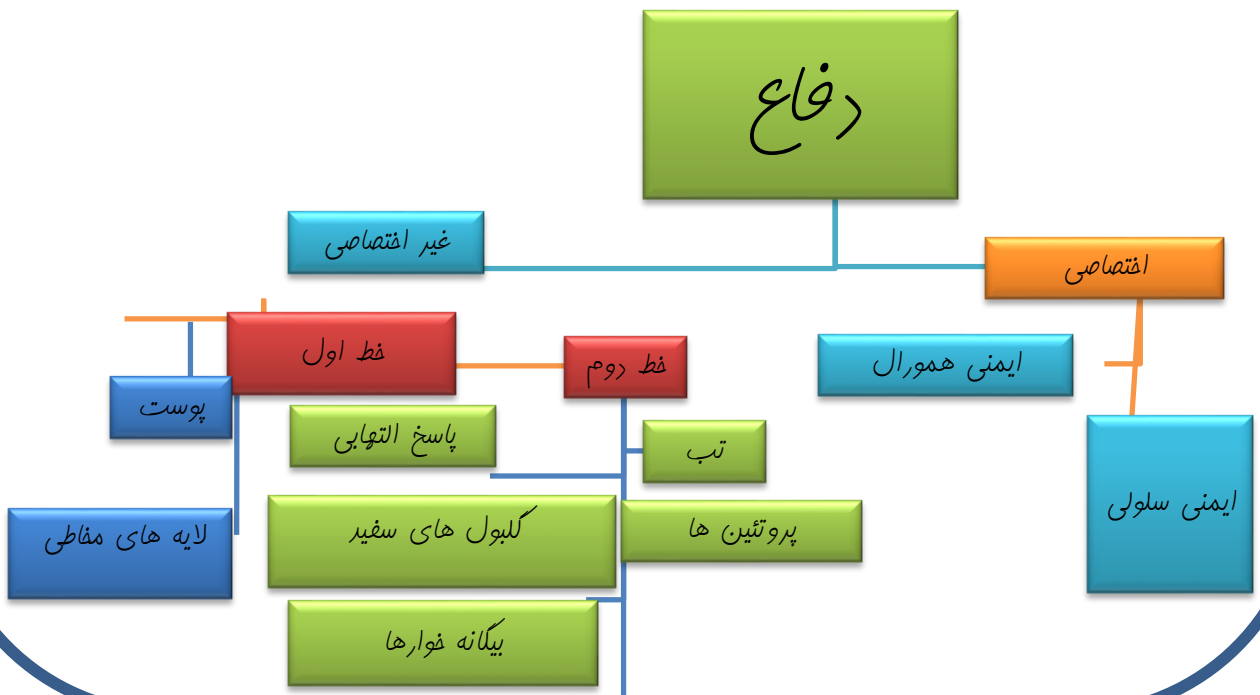 دفاع
اختصاصی
غیر اختصاصی
ایمنی همورال
ایمنی سلولی
خط دوم
خط اول
تب
پاسخ التهابی
پروتئین ها
گلبول های سفید
بیگانه خوارها
پوست
لایه های مخاطی